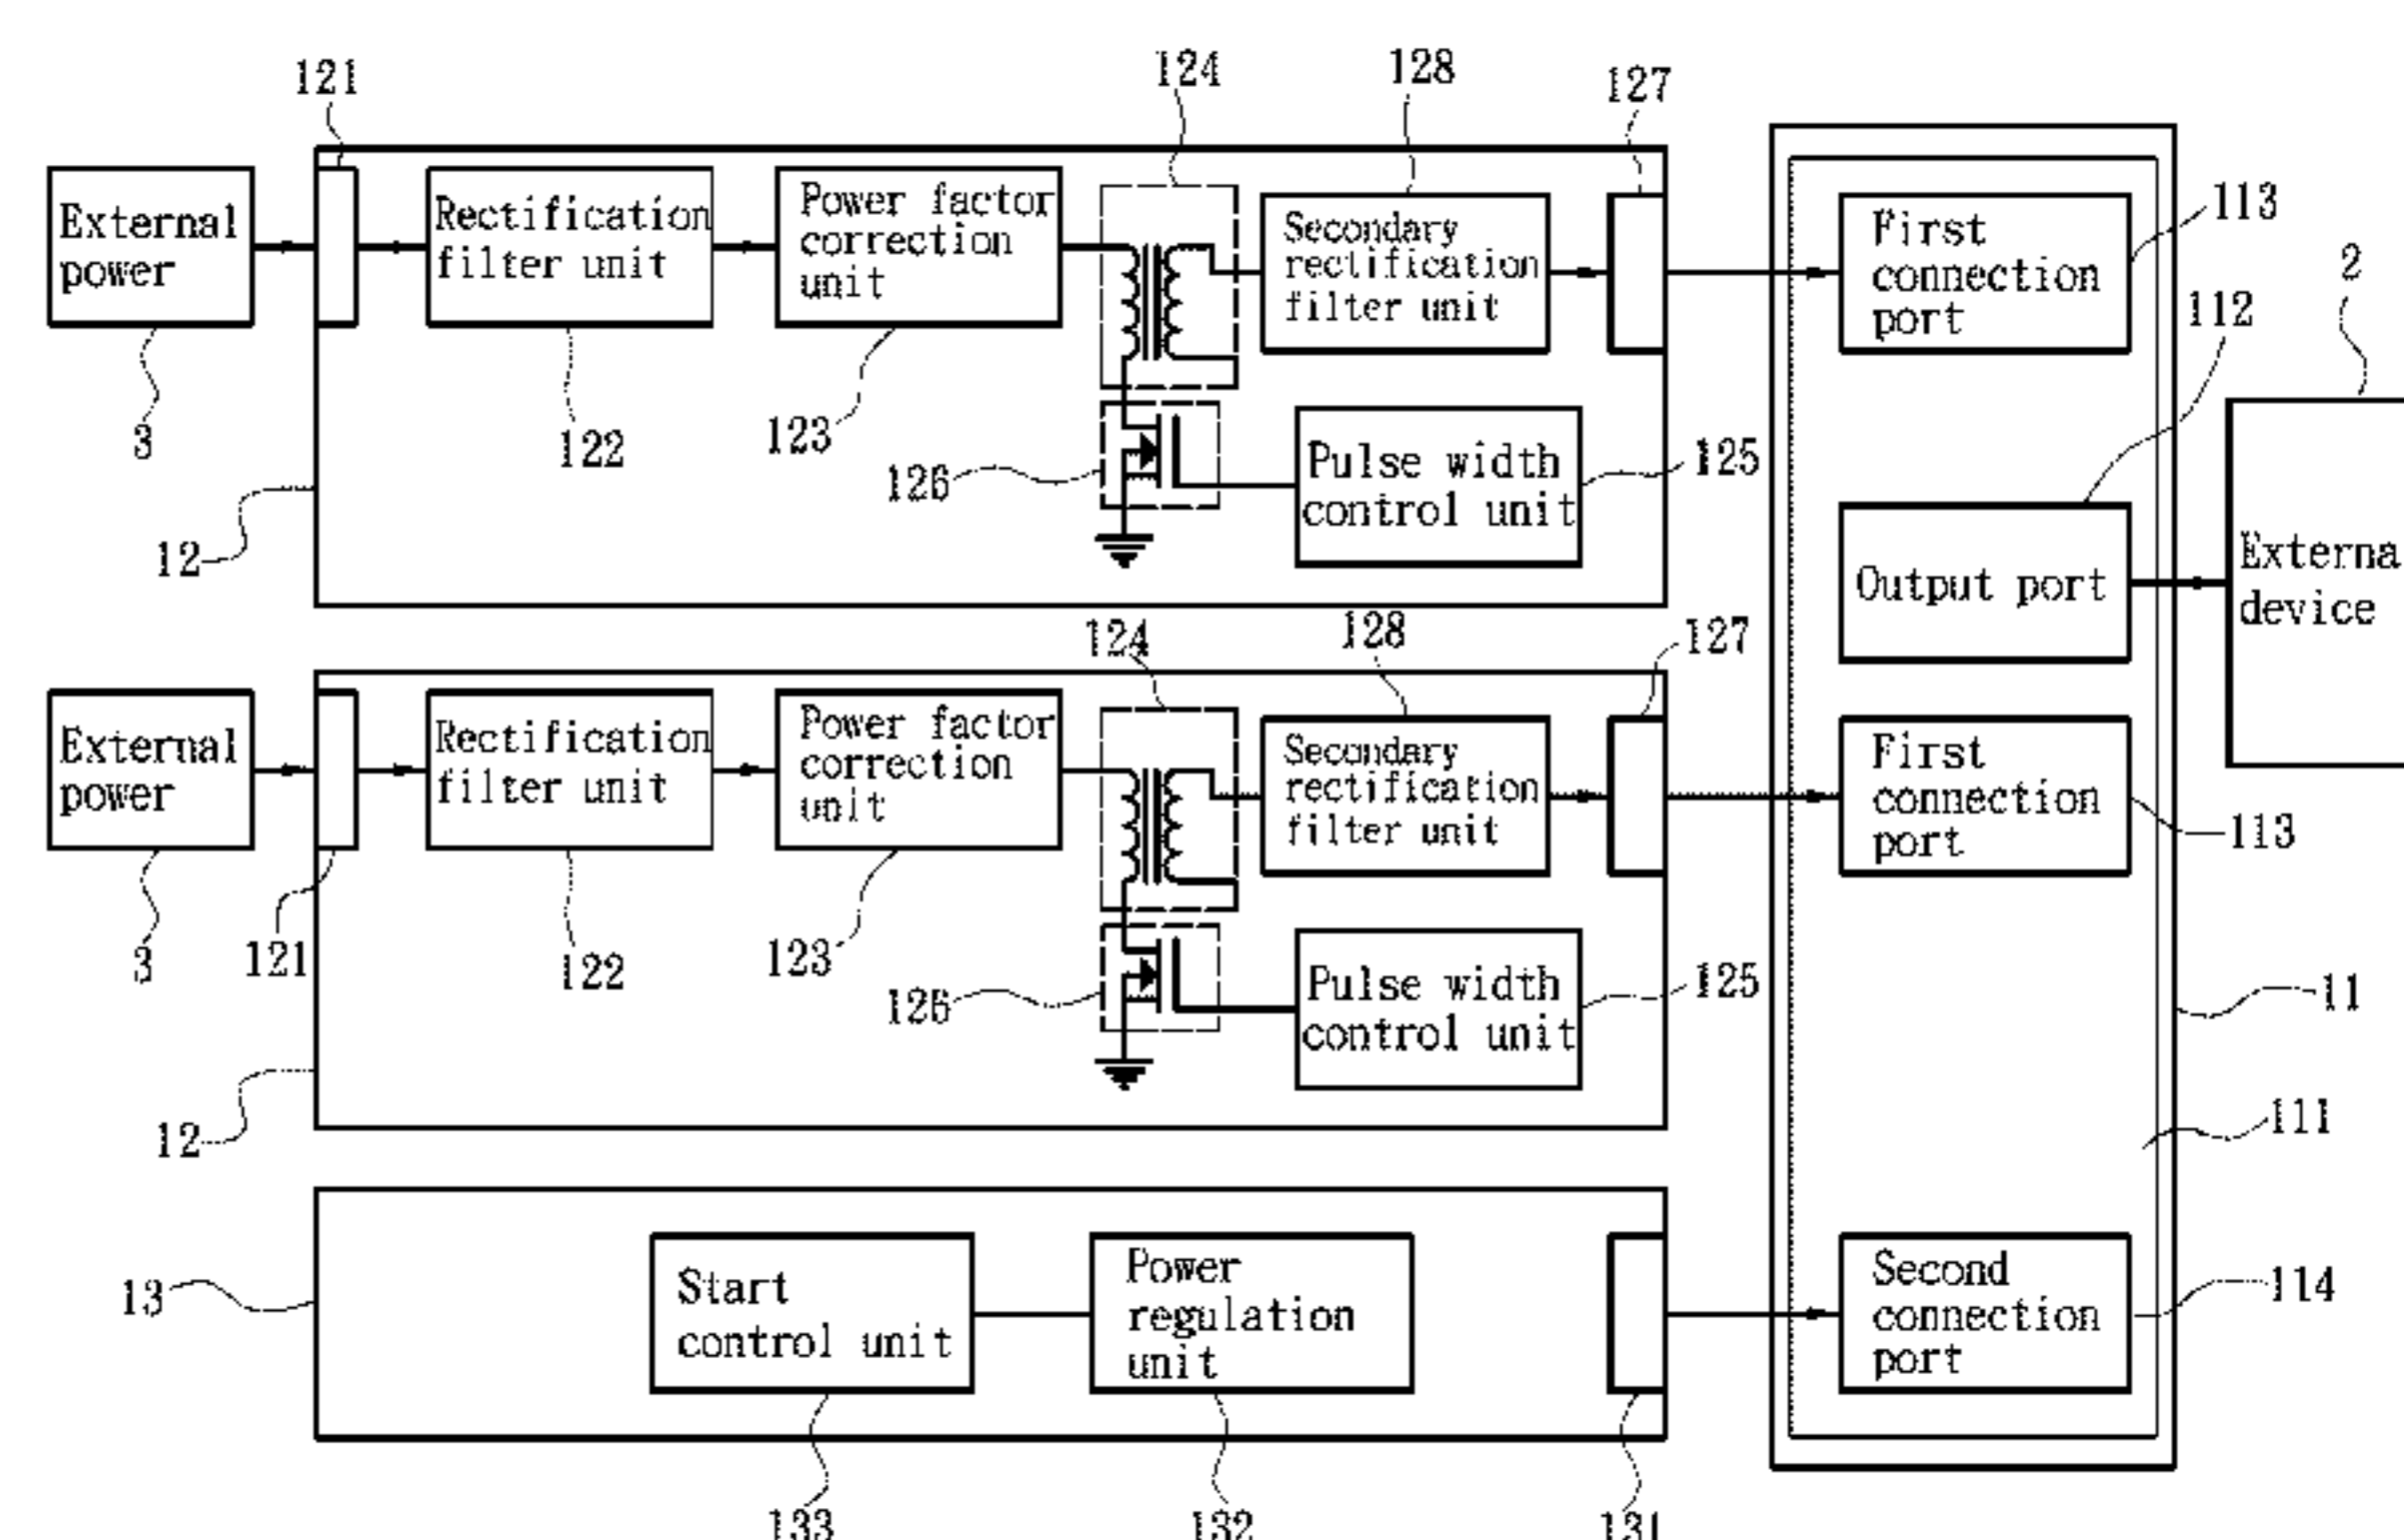 121
124
128
127
External
power
Rectification
filter unit
Power factor
correction
unit
Secondary
rectification
filter unit
First
connection
port
113
2
112
3
122
123
126
Pulse width
control unit
125
12
Output port
Externa
device
124
128
127
External
power
Rectification
filter unit
Power factor
correction
unit
Secondary
rectification
filter unit
First
connection
port
113
3
121
122
123
126
Pulse width
control unit
125
11
12
111
13
Start
control unit
Power
regulation
unit
Second
connection
port
114
133
132
131